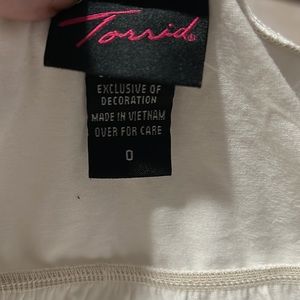 Torrid
EXCLUSIVE OF
DECORATION
MADE IN VIETNAM
OVER FOR CARE
0